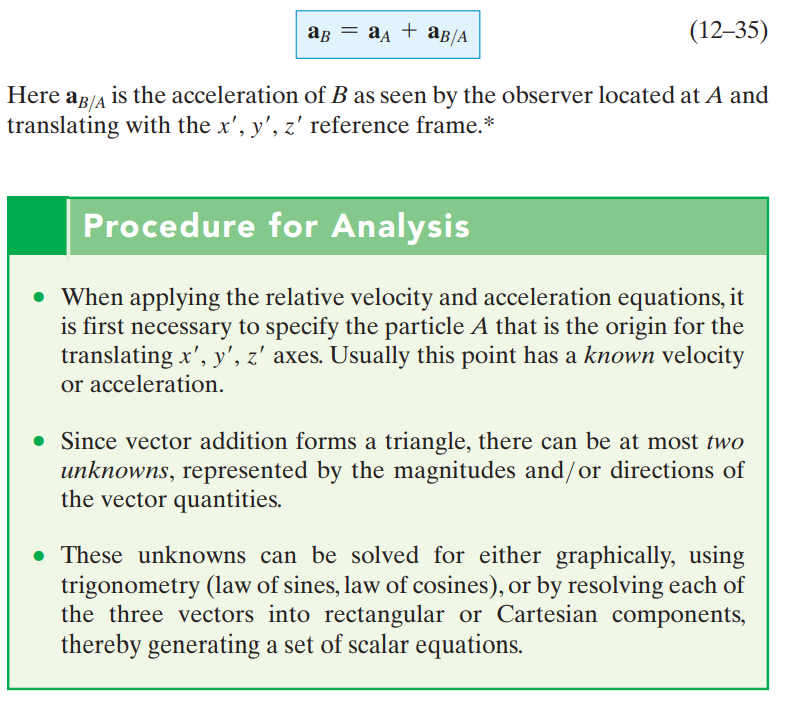 a_B = a_A + a_{B/A} (12–35)
Here a_{B/A} is the acceleration of B as seen by the observer located at A and
translating with the x′, y′, z′ reference frame.*
Procedure for Analysis
• When applying the relative velocity and acceleration equations, it
is first necessary to specify the particle A that is the origin for the
translating x′, y′, z′ axes. Usually this point has a known velocity
or acceleration.
• Since vector addition forms a triangle, there can be at most two
unknowns, represented by the magnitudes and/or directions of
the vector quantities.
• These unknowns can be solved for either graphically, using
trigonometry (law of sines, law of cosines), or by resolving each of
the three vectors into rectangular or Cartesian components,
thereby generating a set of scalar equations.